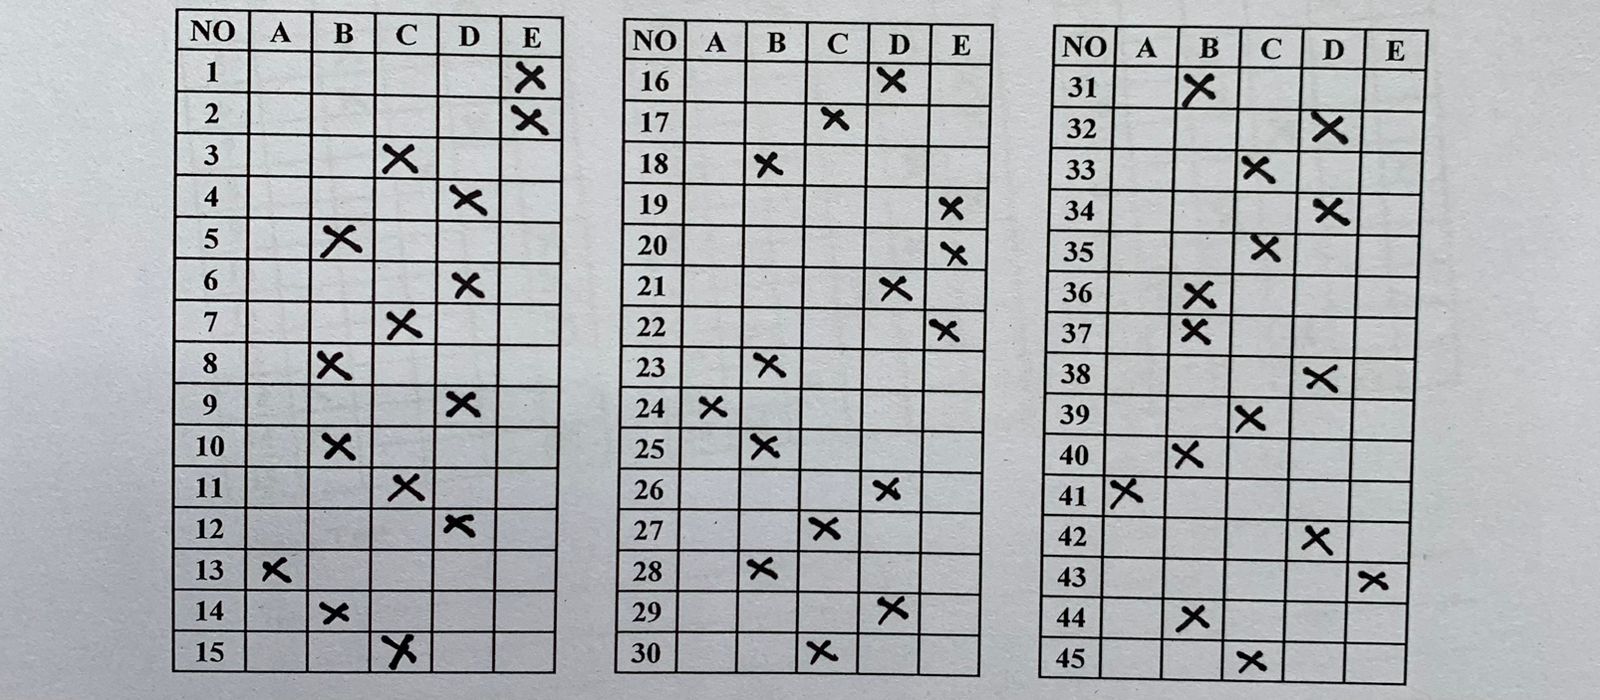 NO A B C D E
1 X
2 X
3 X
4 X
5 X
6 X
7 X
8 X
9 X
10 X
11 X
12 X
13 X
14 X
15 X
NO A B C D E
16 X
17 X
18 X
19 X
20 X
21 X
22 X
23 X
24 X
25 X
26 X
27 X
28 X
29 X
30 X
NO A B C D E
31 X
32 X
33 X
34 X
35 X
36 X
37 X
38 X
39 X
40 X
41 X
42 X
43 X
44 X
45 X